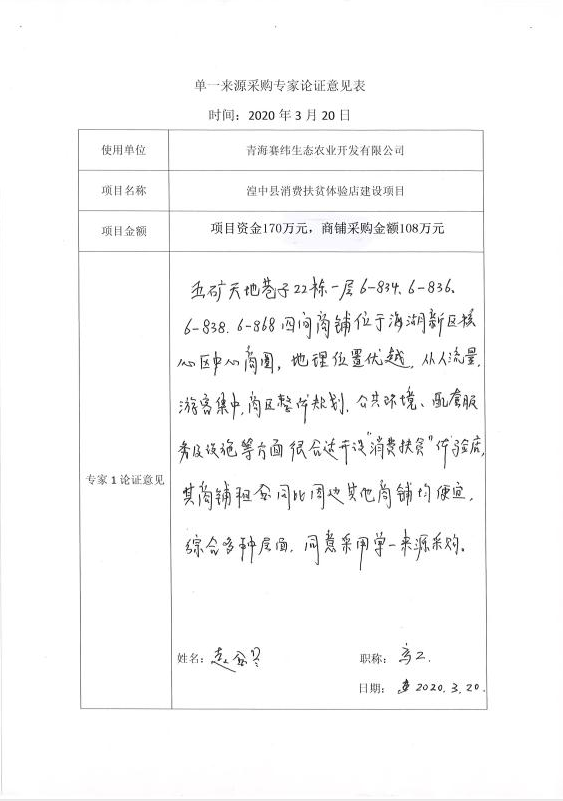 单一来源采购专家论证意见表
时间：2020 年 3 月 20 日
使用单位 青海赛纬生态农业开发有限公司
项目名称 湟中县消费扶贫体验店建设项目
项目金额 项目资金170万元，商铺采购金额108万元
专家 1 论证意见
五矿天地巷子22栋一层6-834、6-836、
6-838、6-868四间商铺位于海湖新区核
心区中心商圈，地理位置优越，从人流量，
游客集中，商区整体规划，公共环境、配套服
务及设施等方面很合适开设“消费扶贫”体验店，
其商铺租金同比周边其他商铺均便宜，
综合多种层面，同意采用单一来源采购。
姓名： 职称：高工.
日期： 2020.3.20.